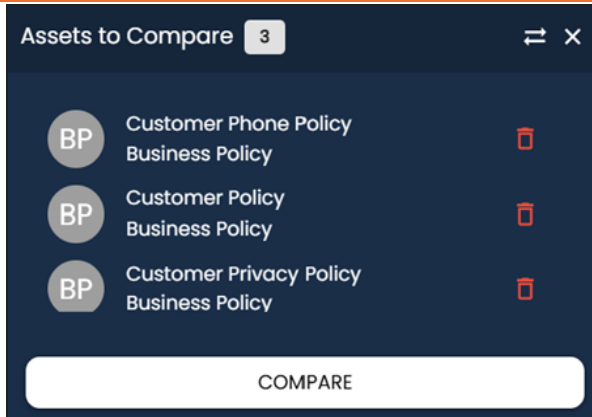 Assets to Compare 3
BP
Customer Phone Policy
Business Policy
BP
Customer Policy
Business Policy
BP
Customer Privacy Policy
Business Policy
COMPARE